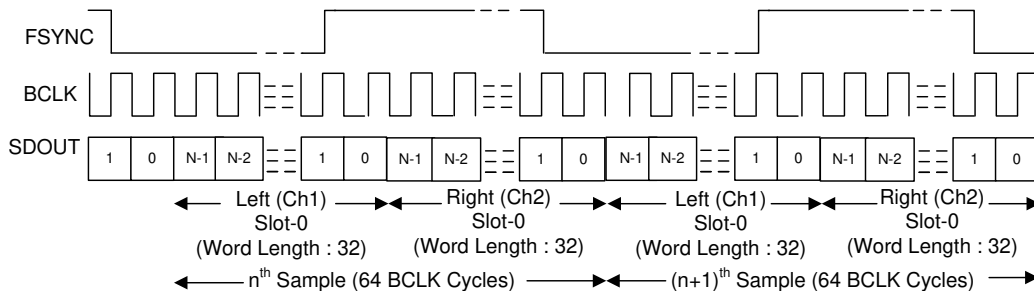 FSYNC
BCLK
SDOUT
1 0 N-1 N-2 1 0 N-1 N-2 1 0 N-1 N-2 1 0 N-1 N-2 1 0
Left (Ch1) Right (Ch2) Left (Ch1) Right (Ch2)
Slot-0 Slot-0 Slot-0 Slot-0
(Word Length : 32) (Word Length : 32) (Word Length : 32) (Word Length : 32)
nth Sample (64 BCLK Cycles) (n+1)th Sample (64 BCLK Cycles)